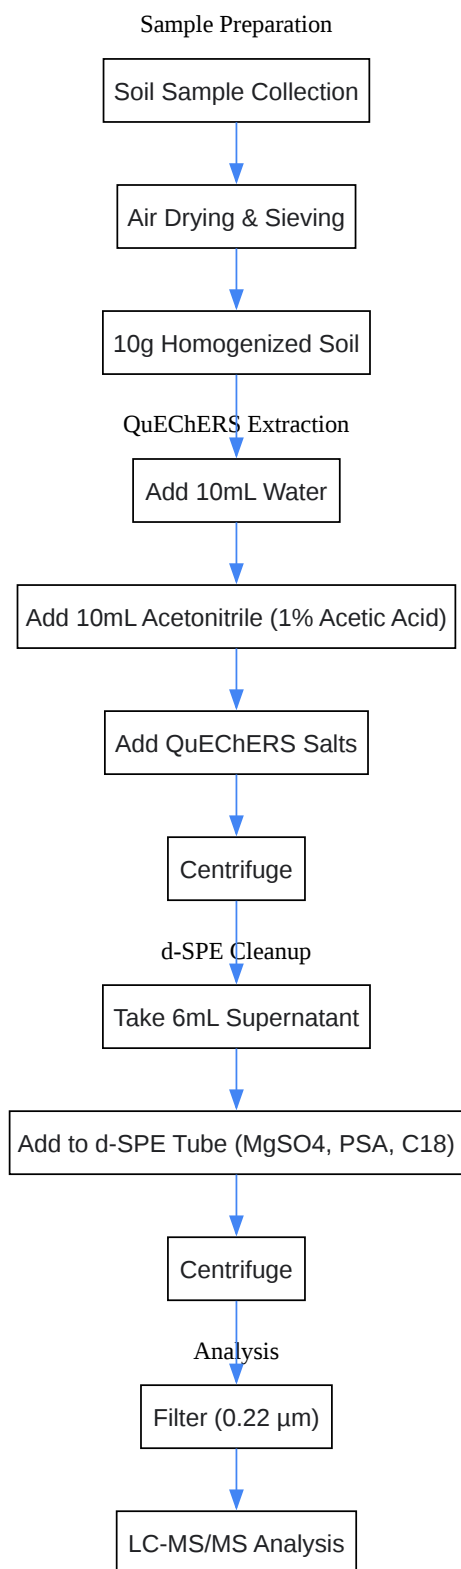 Sample Preparation
Soil Sample Collection
Air Drying & Sieving
10g Homogenized Soil
QuEChERS Extraction
Add 10mL Water
Add 10mL Acetonitrile (1% Acetic Acid)
Add QuEChERS Salts
Centrifuge
d-SPE Cleanup
Take 6mL Supernatant
Add to d-SPE Tube (MgSO4, PSA, C18)
Centrifuge
Analysis
Filter (0.22 µm)
LC-MS/MS Analysis